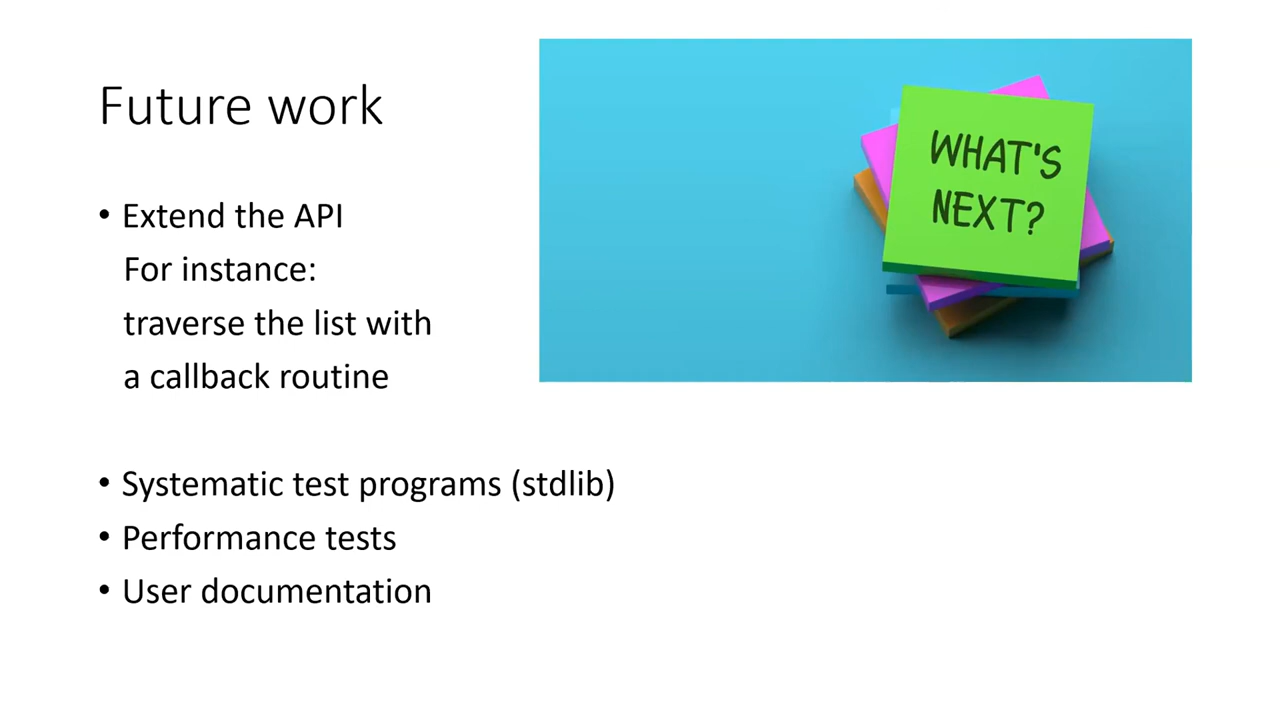 Future work
• Extend the API
For instance:
traverse the list with
a callback routine
• Systematic test programs (stdlib)
• Performance tests
• User documentation
WHAT'S
NEXT?